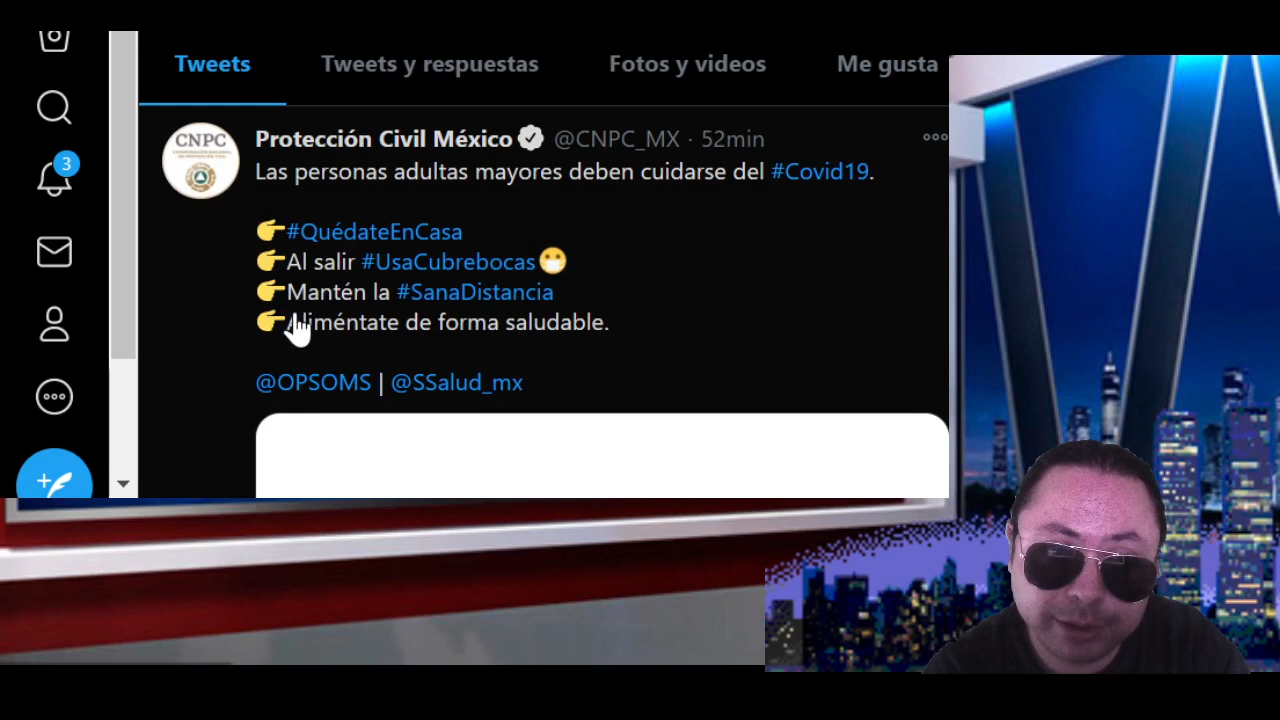 Tweets Tweets y respuestas Fotos y videos Me gusta
CNPC
Protección Civil México @CNPC_MX · 52min
Las personas adultas mayores deben cuidarse del #Covid19.
3
👉#QuédateEnCasa
👉Al salir #UsaCubrebocas😷
👉Mantén la #SanaDistancia
👉Aliméntate de forma saludable.
@OPSOMS | @SSalud_mx